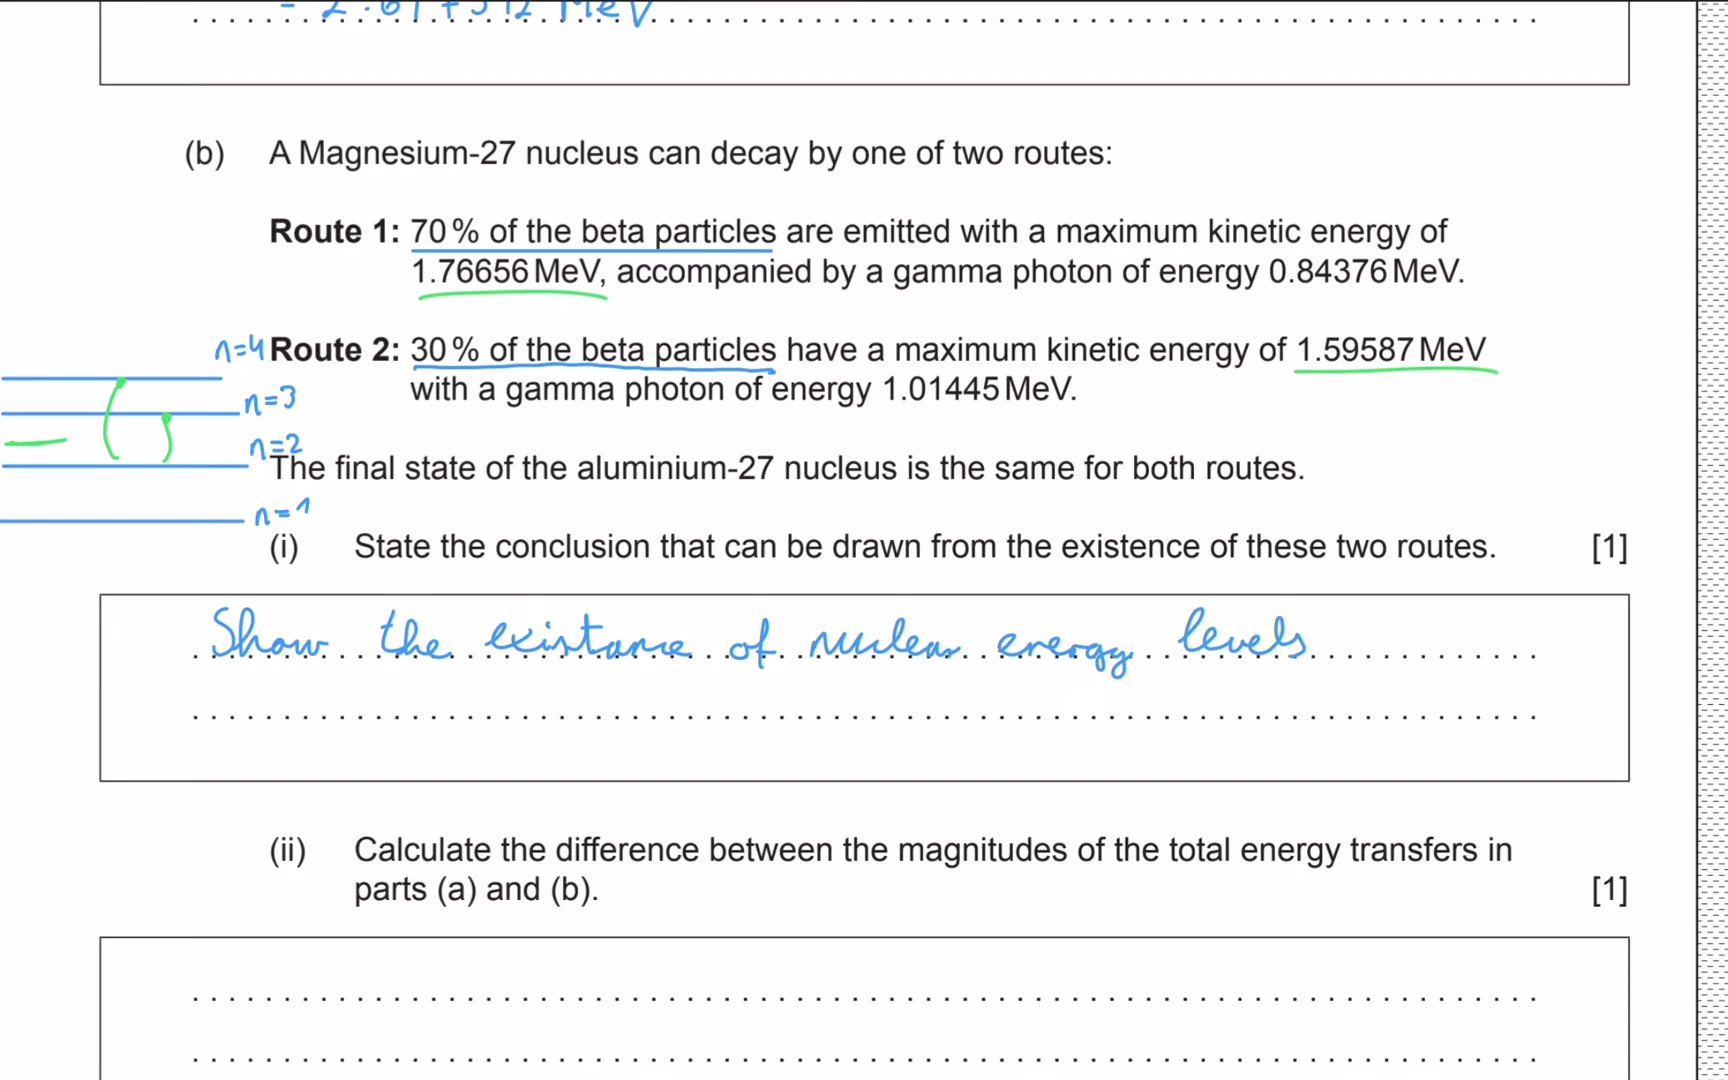 (b) A Magnesium-27 nucleus can decay by one of two routes:
Route 1: 70 % of the beta particles are emitted with a maximum kinetic energy of
1.76656 MeV, accompanied by a gamma photon of energy 0.84376 MeV.
n=4 Route 2: 30 % of the beta particles have a maximum kinetic energy of 1.59587 MeV
with a gamma photon of energy 1.01445 MeV.
n=3
n=2
The final state of the aluminium-27 nucleus is the same for both routes.
n=1
(i) State the conclusion that can be drawn from the existence of these two routes. [1]
Show the existance of nuclear energy levels
(ii) Calculate the difference between the magnitudes of the total energy transfers in
parts (a) and (b). [1]